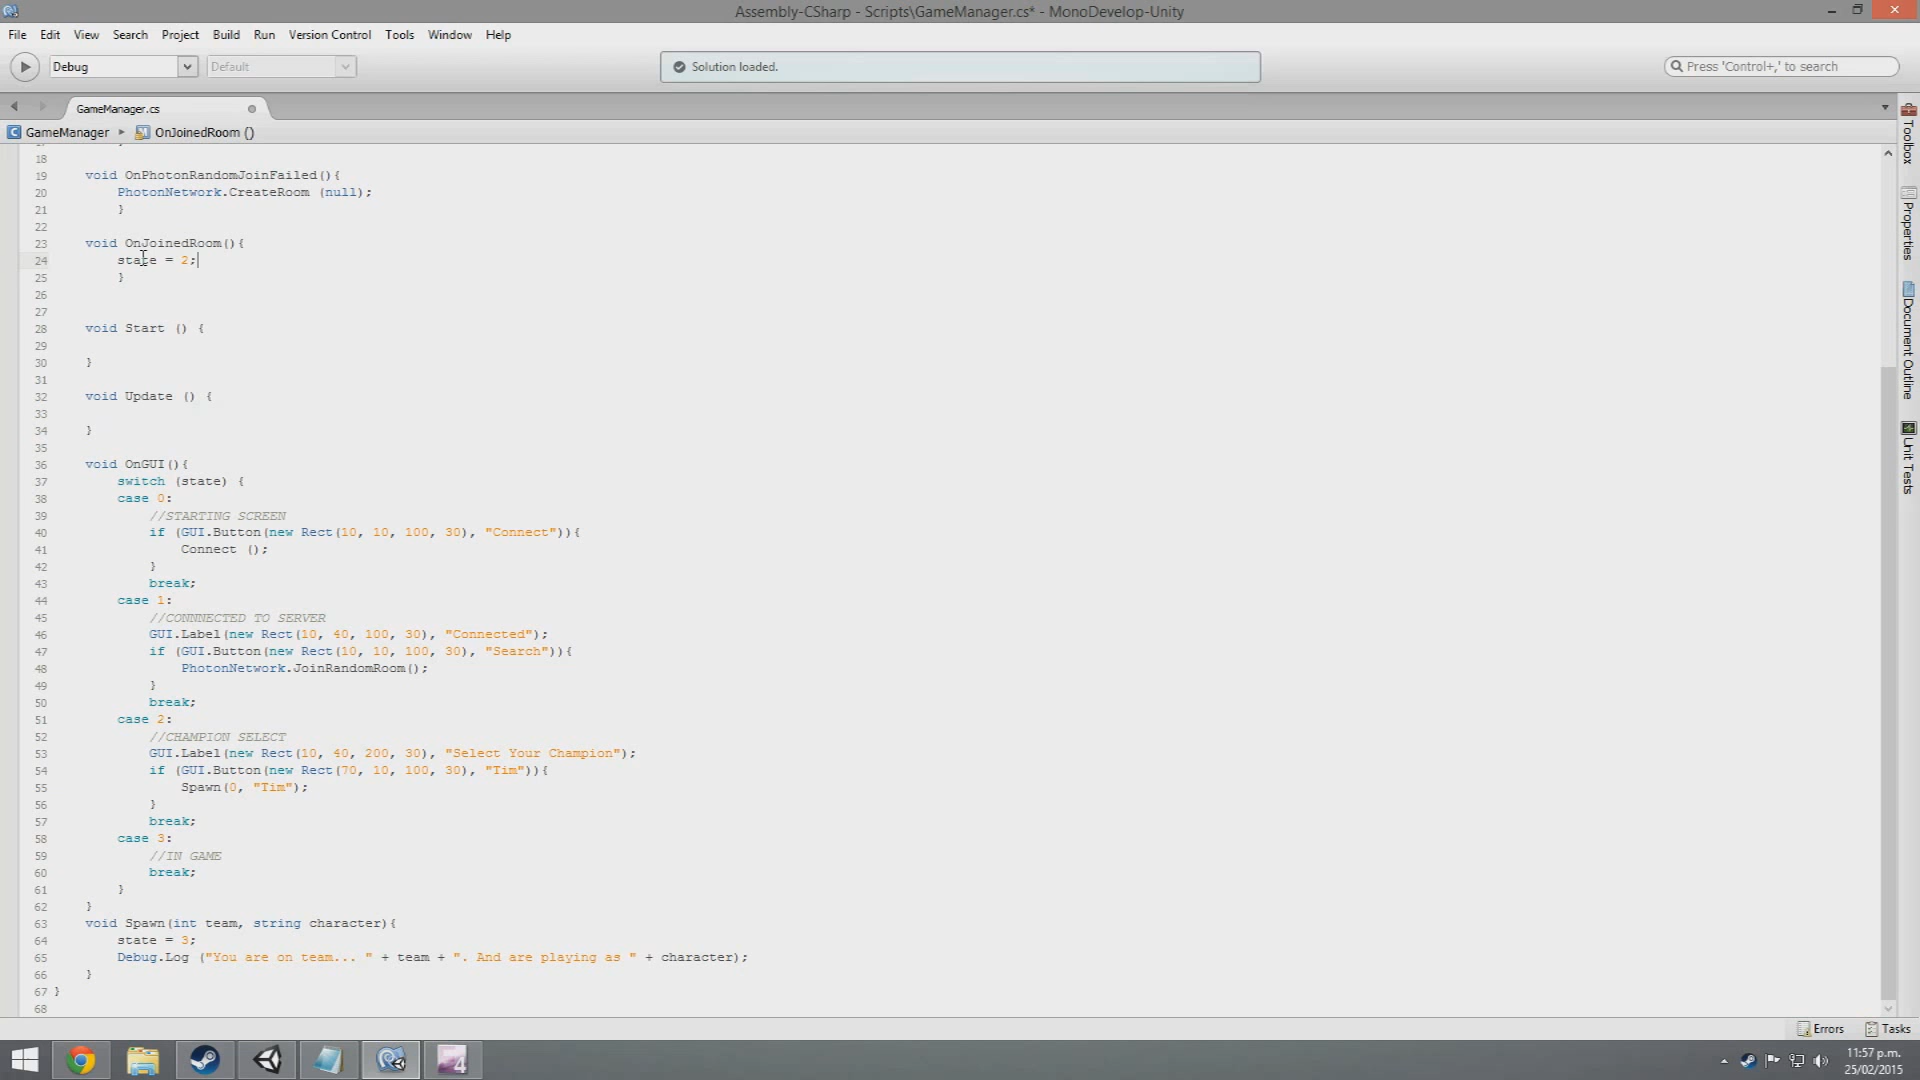 Assembly-CSharp - Scripts\GameManager.cs* - MonoDevelop-Unity
File Edit View Search Project Build Run Version Control Tools Window Help
Debug Default Solution loaded. Press 'Control+,' to search
GameManager.cs
GameManager OnJoinedRoom ()
18
19 void OnPhotonRandomJoinFailed(){
20 PhotonNetwork.CreateRoom (null);
21 }
22
23 void OnJoinedRoom(){
24 state = 2;
25 }
26
27
28 void Start () {
29
30 }
31
32 void Update () {
33
34 }
35
36 void OnGUI(){
37 switch (state) {
38 case 0:
39 //STARTING SCREEN
40 if (GUI.Button(new Rect(10, 10, 100, 30), "Connect")){
41 Connect ();
42 }
43 break;
44 case 1:
45 //CONNNECTED TO SERVER
46 GUI.Label(new Rect(10, 40, 100, 30), "Connected");
47 if (GUI.Button(new Rect(10, 10, 100, 30), "Search")){
48 PhotonNetwork.JoinRandomRoom();
49 }
50 break;
51 case 2:
52 //CHAMPION SELECT
53 GUI.Label(new Rect(10, 40, 200, 30), "Select Your Champion");
54 if (GUI.Button(new Rect(70, 10, 100, 30), "Tim")){
55 Spawn(0, "Tim");
56 }
57 break;
58 case 3:
59 //IN GAME
60 break;
61 }
62 }
63 void Spawn(int team, string character){
64 state = 3;
65 Debug.Log ("You are on team... " + team + ". And are playing as " + character);
66 }
67 }
68
Toolbox
Properties
Document Outline
Unit Tests
Errors Tasks
4
11:57 p.m.
25/02/2015